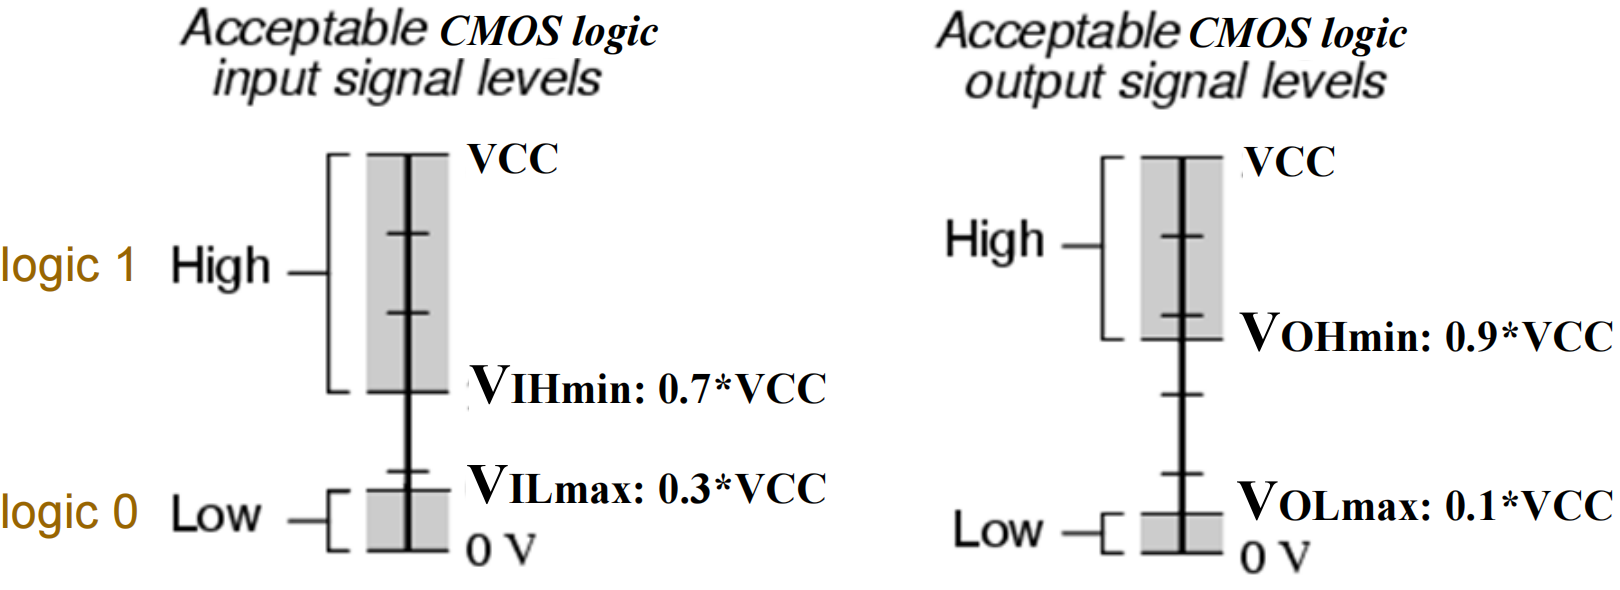 Acceptable CMOS logic
input signal levels
VCC
logic 1 High
VIHmin: 0.7*VCC
VILmax: 0.3*VCC
logic 0 Low
0 V
Acceptable CMOS logic
output signal levels
VCC
High
VOHmin: 0.9*VCC
VOLmax: 0.1*VCC
Low
0 V